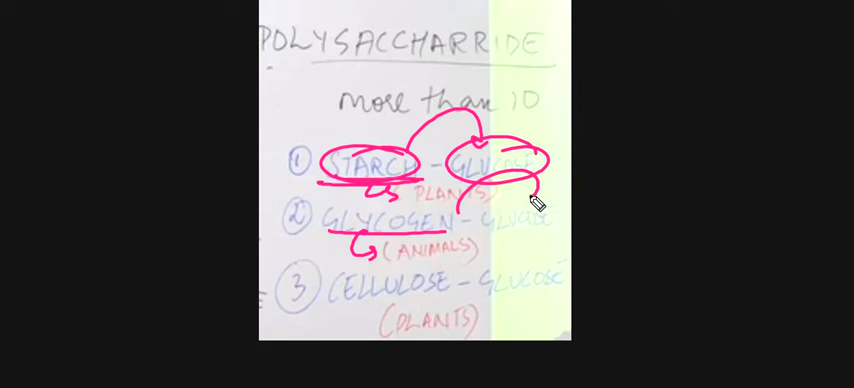 POLYSACCHARRIDE
more than 10
① STARCH - GLUCOSE
PLANTS)
② GLYCOGEN - GLUCOSE
(ANIMALS)
③ CELLULOSE - GLUCOSE
(PLANTS)